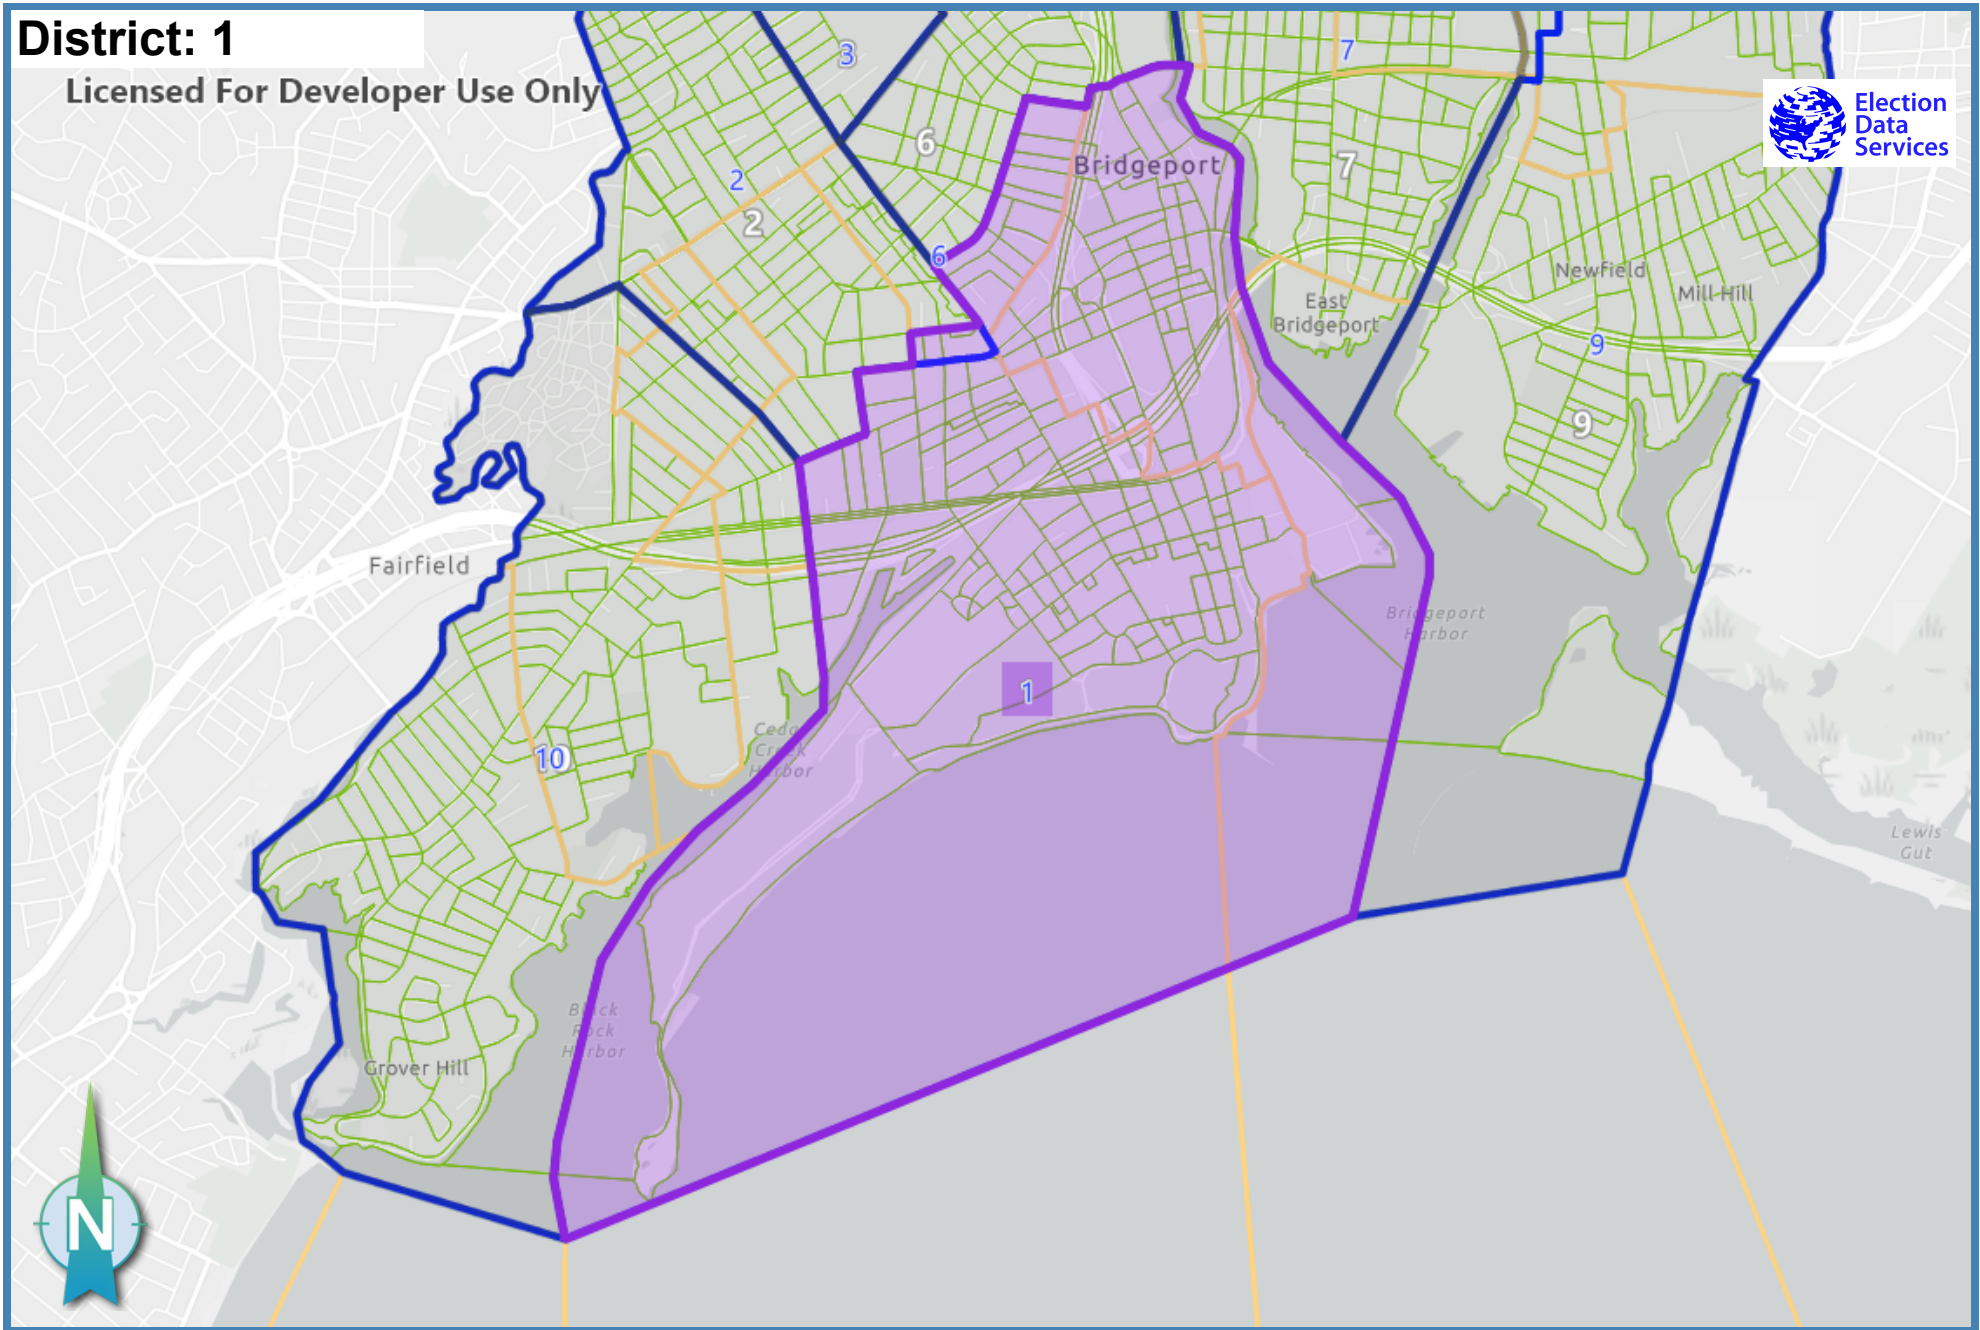 District: 1
Licensed For Developer Use Only
Election
Data
Services
3
7
6
Bridgeport
7
2
2
6
Newfield
Mill Hill
East
Bridgeport
9
9
Fairfield
Bridgeport
Harbor
1
Cedar
Creek
Harbor
10
10
Lewis
Gut
Black
Rock
Harbor
Grover Hill
N